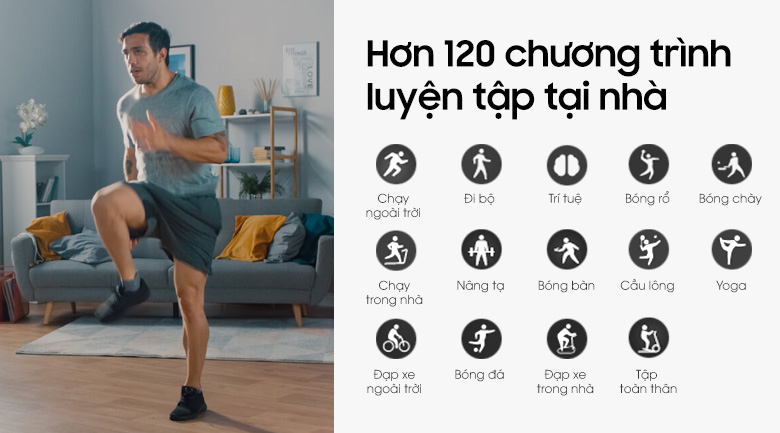 Hơn 120 chương trình
luyện tập tại nhà
Chạy
ngoài trời
Đi bộ
Trí tuệ
Bóng rổ
Bóng chày
Chạy
trong nhà
Nâng tạ
Bóng bàn
Cầu lông
Yoga
Đạp xe
ngoài trời
Bóng đá
Đạp xe
trong nhà
Tập
toàn thân
LOVE